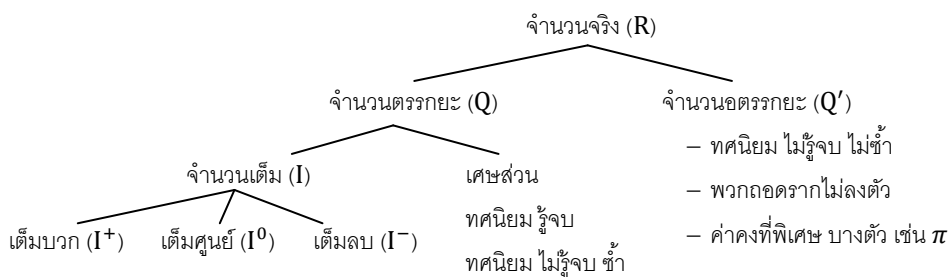 จำนวนจริง (R)
จำนวนตรรกยะ (Q)
จำนวนอตรรกยะ (Q′)
– ทศนิยม ไม่รู้จบ ไม่ซ้ำ
– พวกถอดรากไม่ลงตัว
– ค่าคงที่พิเศษ บางตัว เช่น π
จำนวนเต็ม (I)
เศษส่วน
ทศนิยม รู้จบ
ทศนิยม ไม่รู้จบ ซ้ำ
เต็มบวก (I⁺)
เต็มศูนย์ (I⁰)
เต็มลบ (I⁻)